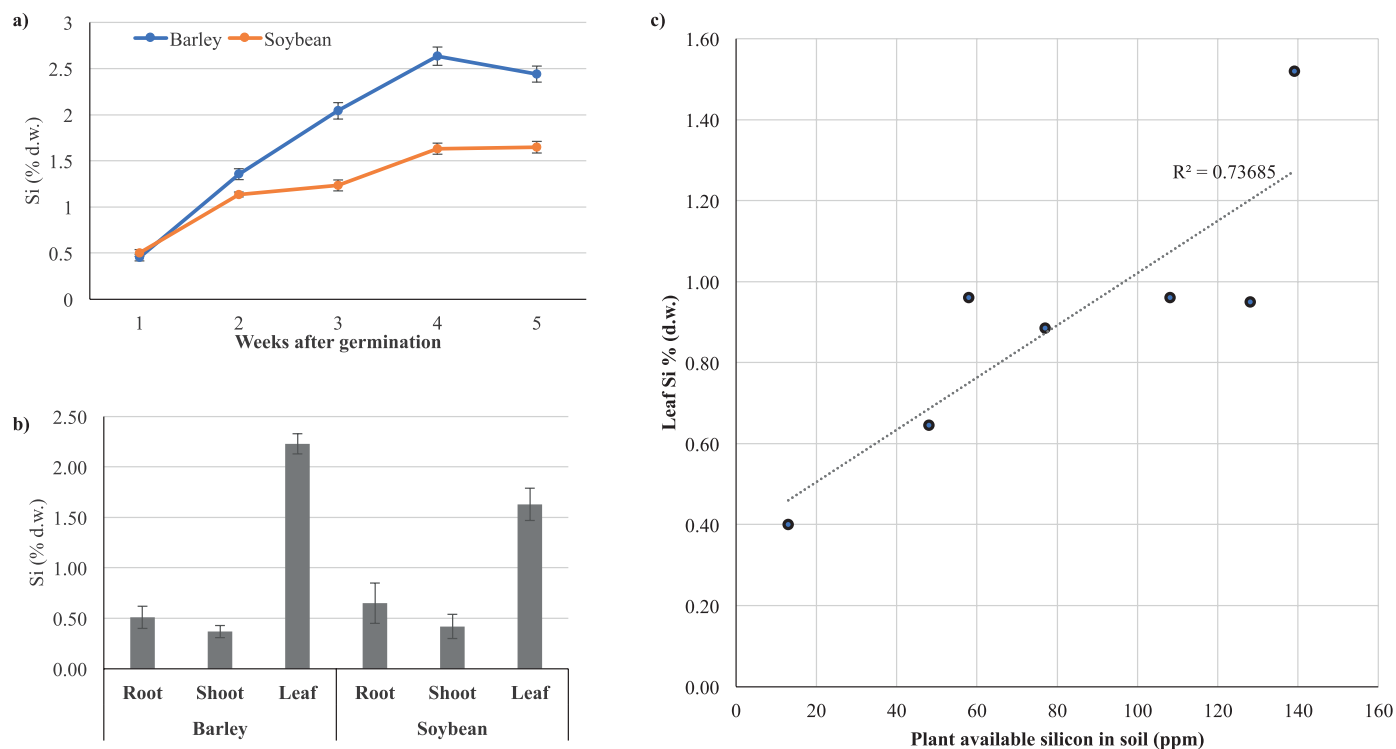 a)
3
2.5
2
1.5
1
0.5
0
Si (% d.w.)
Barley Soybean
1 2 3 4 5
Weeks after germination
b)
2.50
2.00
1.50
1.00
0.50
0.00
Si (% d.w.)
Root Shoot Leaf Root Shoot Leaf
Barley Soybean
c)
1.60
1.40
1.20
1.00
0.80
0.60
0.40
0.20
0.00
Leaf Si % (d.w.)
R² = 0.73685
0 20 40 60 80 100 120 140 160
Plant available silicon in soil (ppm)